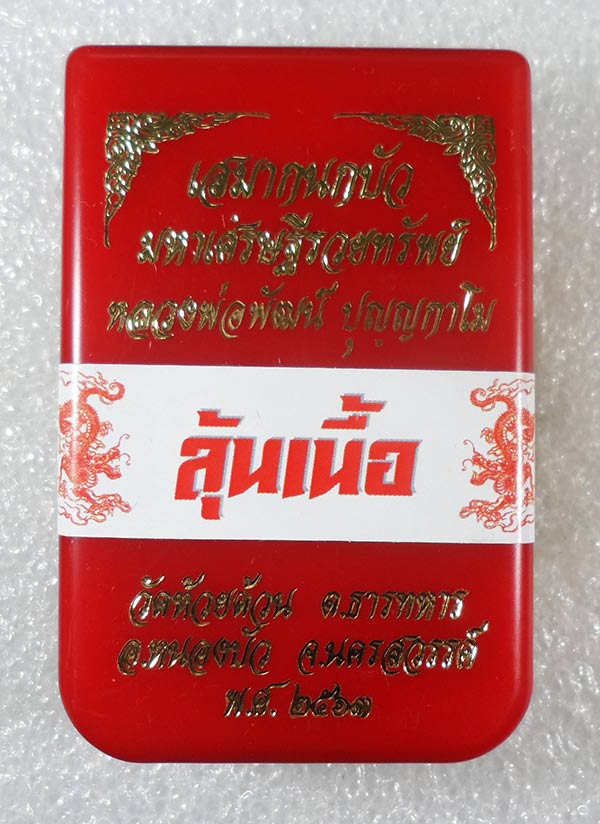 เสมากนกบัว
มหาเศรษฐีรวยทรัพย์
หลวงพ่อพัฒน์ ปุญญกาโม
ลุ้นเนื้อ
วัดห้วยด้วน ต.ธารทหาร
อ.หนองบัว จ.นครสวรรค์
พ.ศ. ๒๕๖๓